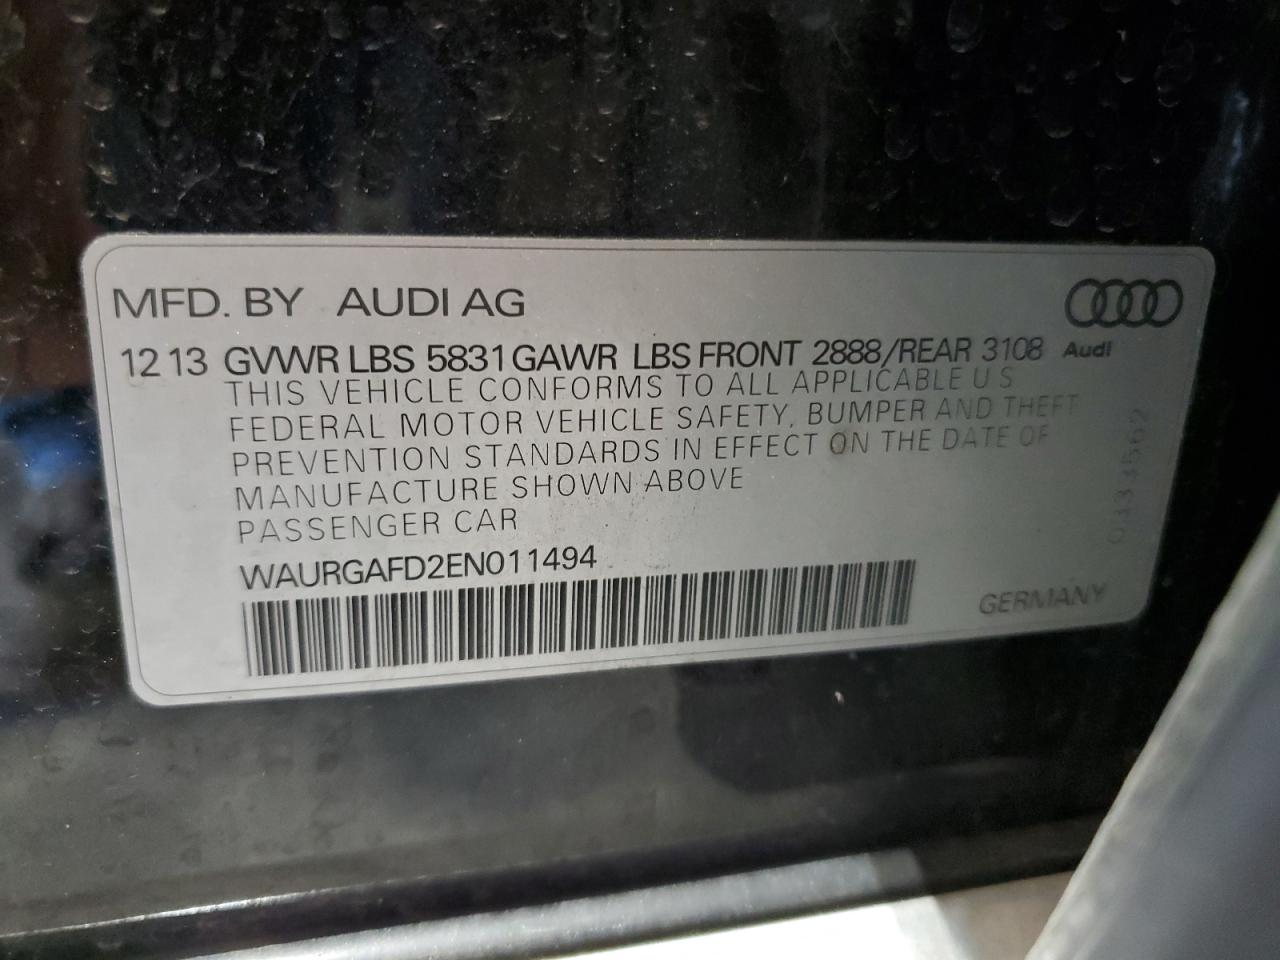 MFD. BY AUDI AG
12 13 GVWR LBS 5831 GAWR LBS FRONT 2888/REAR 3108
Audi
THIS VEHICLE CONFORMS TO ALL APPLICABLE U S
FEDERAL MOTOR VEHICLE SAFETY, BUMPER AND THEFT
PREVENTION STANDARDS IN EFFECT ON THE DATE OF
MANUFACTURE SHOWN ABOVE
PASSENGER CAR
WAURGAFD2EN011494
GERMANY